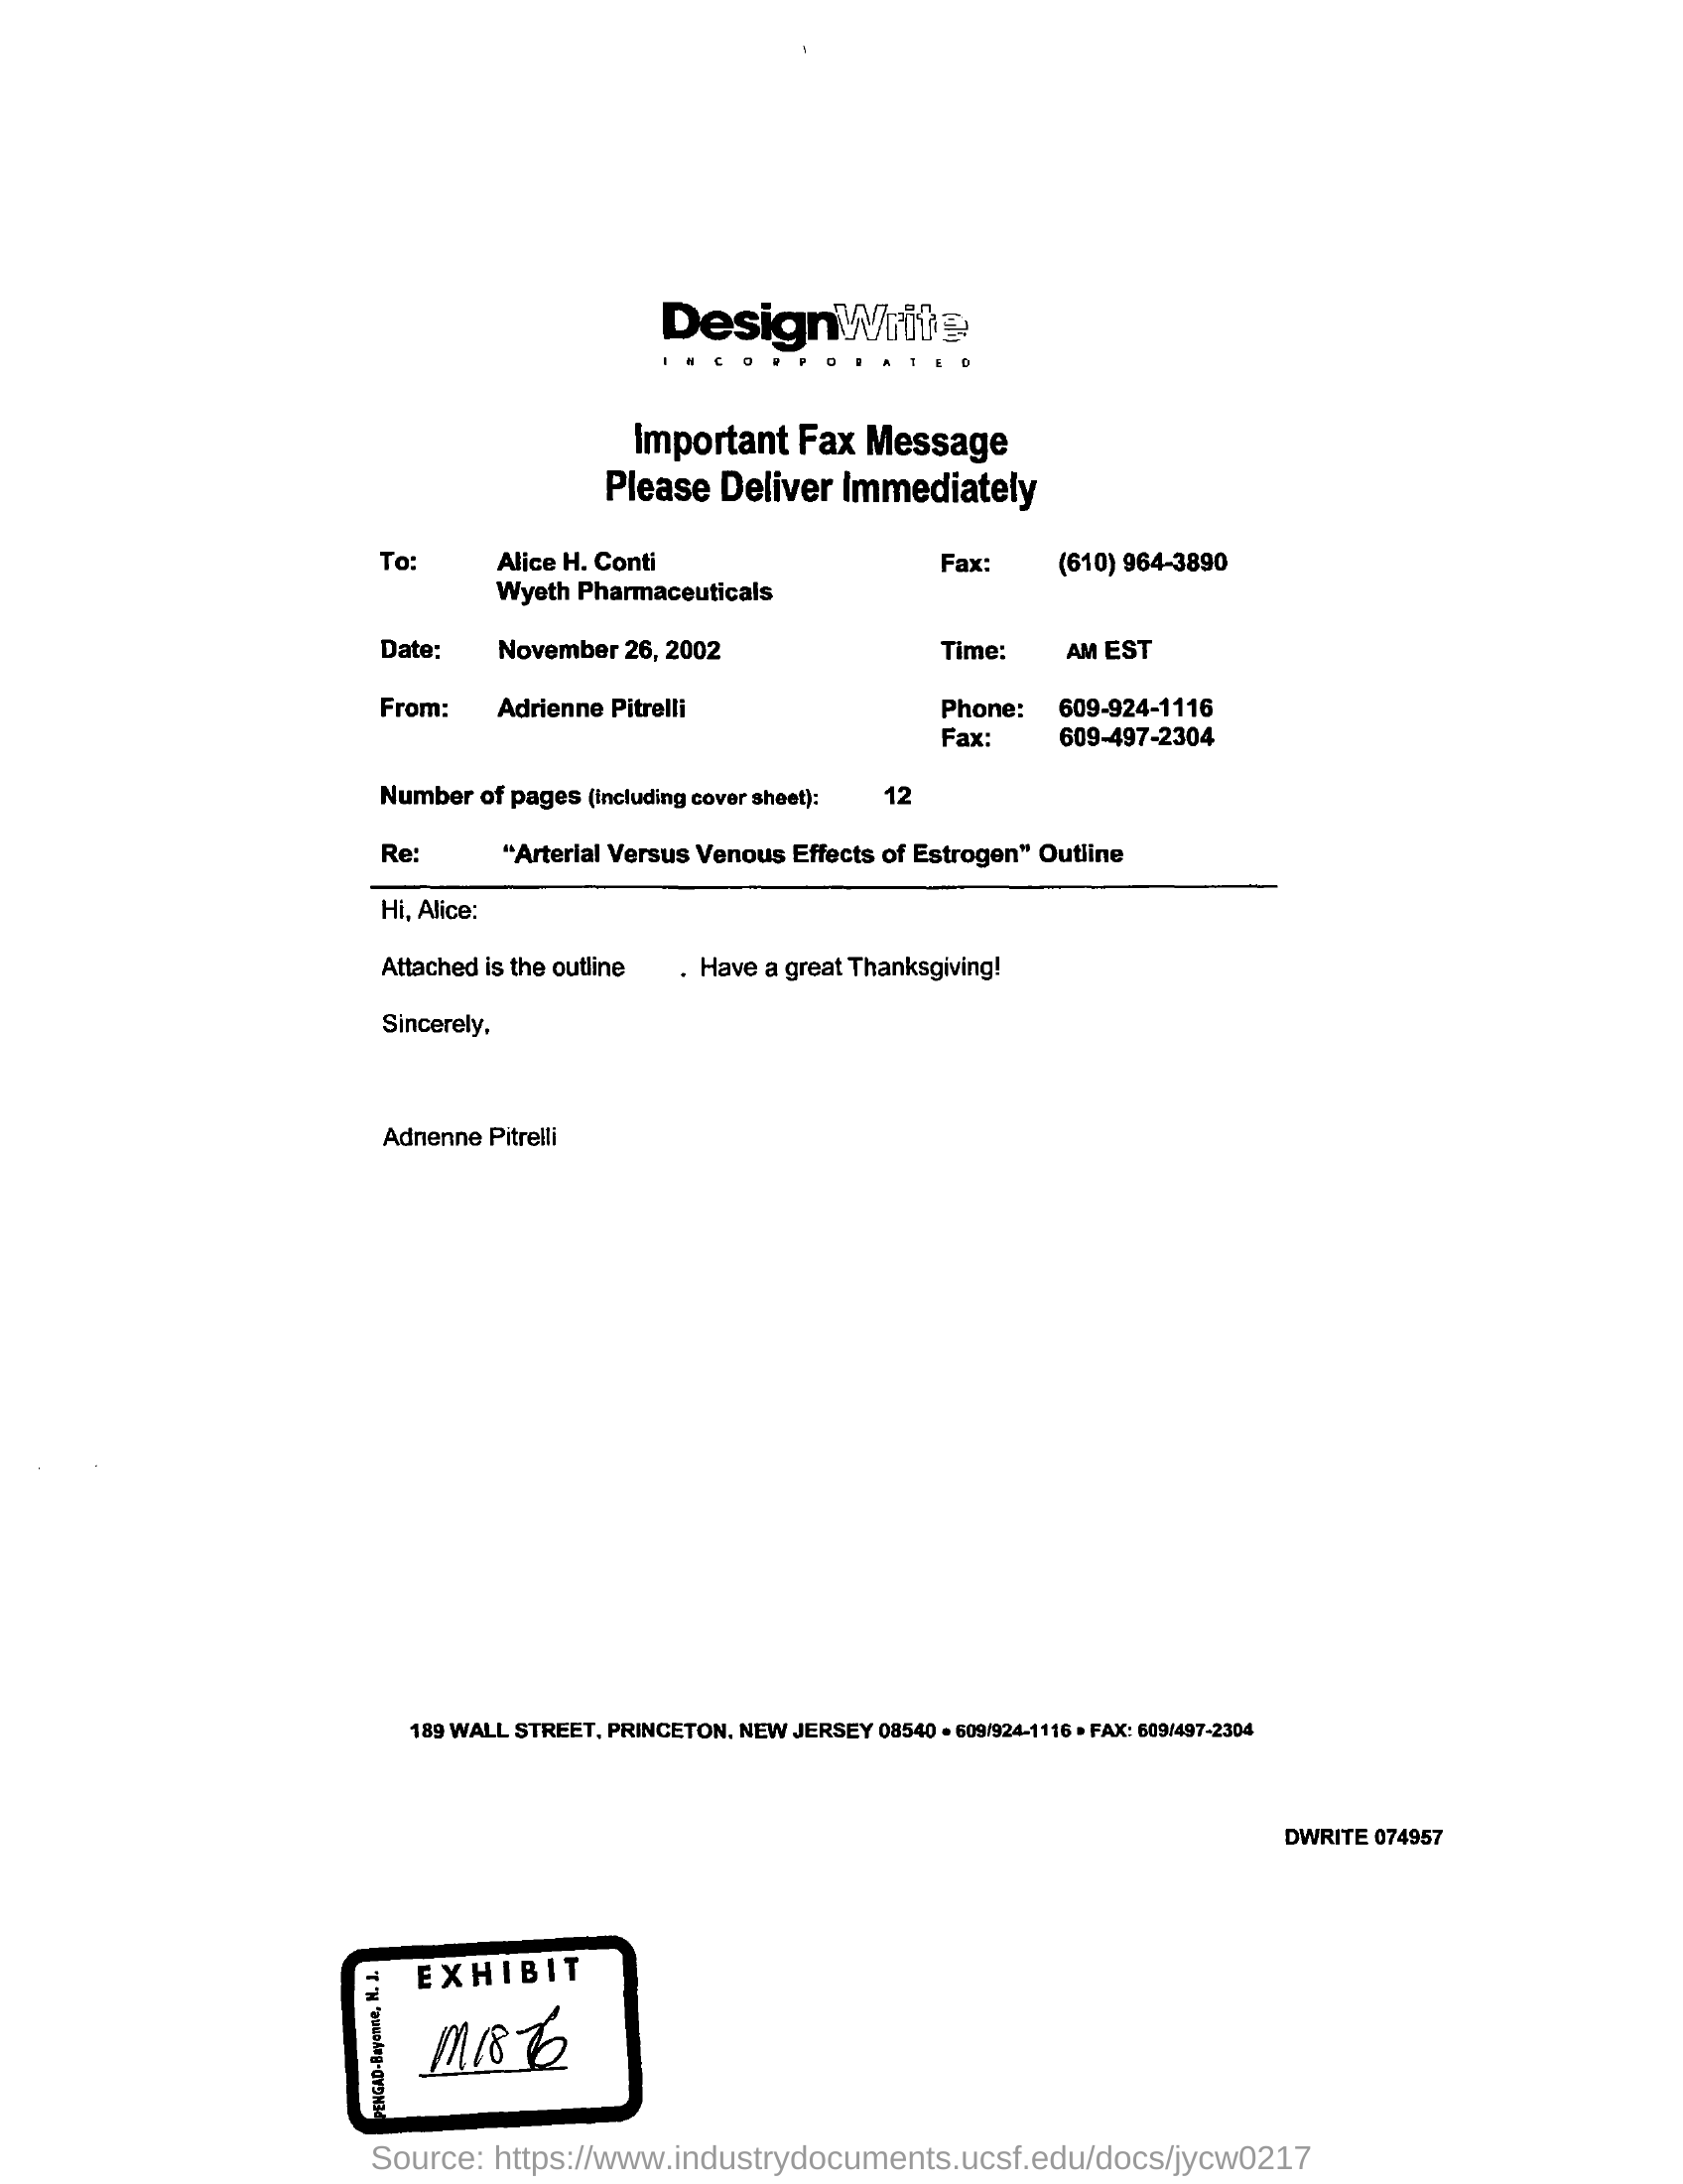 DesignWrite
INCORPORATED
Important Fax Message
Please Deliver Immediately
To: Alice H. Conti Fax: (610) 964-3890
Wyeth Pharmaceuticals
Date: November 26, 2002 Time: AM EST
From: Adrienne Pitrelli Phone: 609-924-1116
Fax: 609-497-2304
Number of pages (including cover sheet): 12
Re: “Arterial Versus Venous Effects of Estrogen” Outline
Hi, Alice:
Attached is the outline . Have a great Thanksgiving!
Sincerely,
Adrienne Pitrelli
189 WALL STREET, PRINCETON, NEW JERSEY 08540 • 609/924-1116 • FAX: 609/497-2304
DWRITE 074957
EXHIBIT
PENGAD-Bayonne, N. J.
Source: https://www.industrydocuments.ucsf.edu/docs/jycw0217